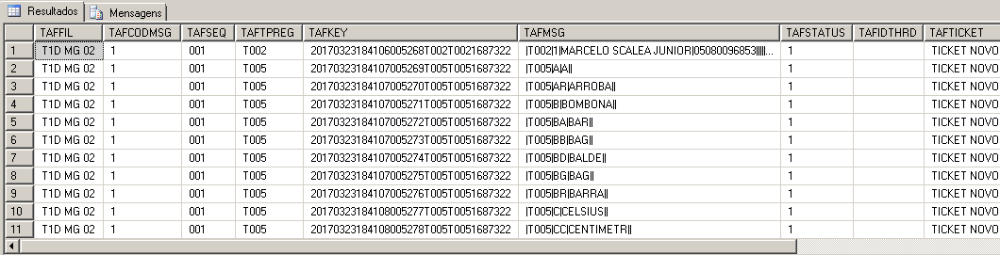 Resultados Mensagens
TAFFIL TAFCODMSG TAFSEQ TAFTPREG TAFKEY TAFMSG TAFSTATUS TAFIDTHRD TAFTICKET
1 T1D MG 02 1 001 T002 20170323184106005268T002T0021687322 |T002|1|MARCELO SCALEA JUNIOR|05080096853|||||... 1 TICKET NOVO
2 T1D MG 02 1 001 T005 20170323184107005269T005T0051687322 |T005|A|A|| 1 TICKET NOVO
3 T1D MG 02 1 001 T005 20170323184107005270T005T0051687322 |T005|AR|ARROBA|| 1 TICKET NOVO
4 T1D MG 02 1 001 T005 20170323184107005271T005T0051687322 |T005|B|BOMBONA|| 1 TICKET NOVO
5 T1D MG 02 1 001 T005 20170323184107005272T005T0051687322 |T005|BA|BAR|| 1 TICKET NOVO
6 T1D MG 02 1 001 T005 20170323184107005273T005T0051687322 |T005|BB|BAG|| 1 TICKET NOVO
7 T1D MG 02 1 001 T005 20170323184107005274T005T0051687322 |T005|BD|BALDE|| 1 TICKET NOVO
8 T1D MG 02 1 001 T005 20170323184107005275T005T0051687322 |T005|BG|BAG|| 1 TICKET NOVO
9 T1D MG 02 1 001 T005 20170323184107005276T005T0051687322 |T005|BR|BARRA|| 1 TICKET NOVO
10 T1D MG 02 1 001 T005 20170323184108005277T005T0051687322 |T005|C|CELSIUS|| 1 TICKET NOVO
11 T1D MG 02 1 001 T005 20170323184108005278T005T0051687322 |T005|CC|CENTIMETR|| 1 TICKET NOVO